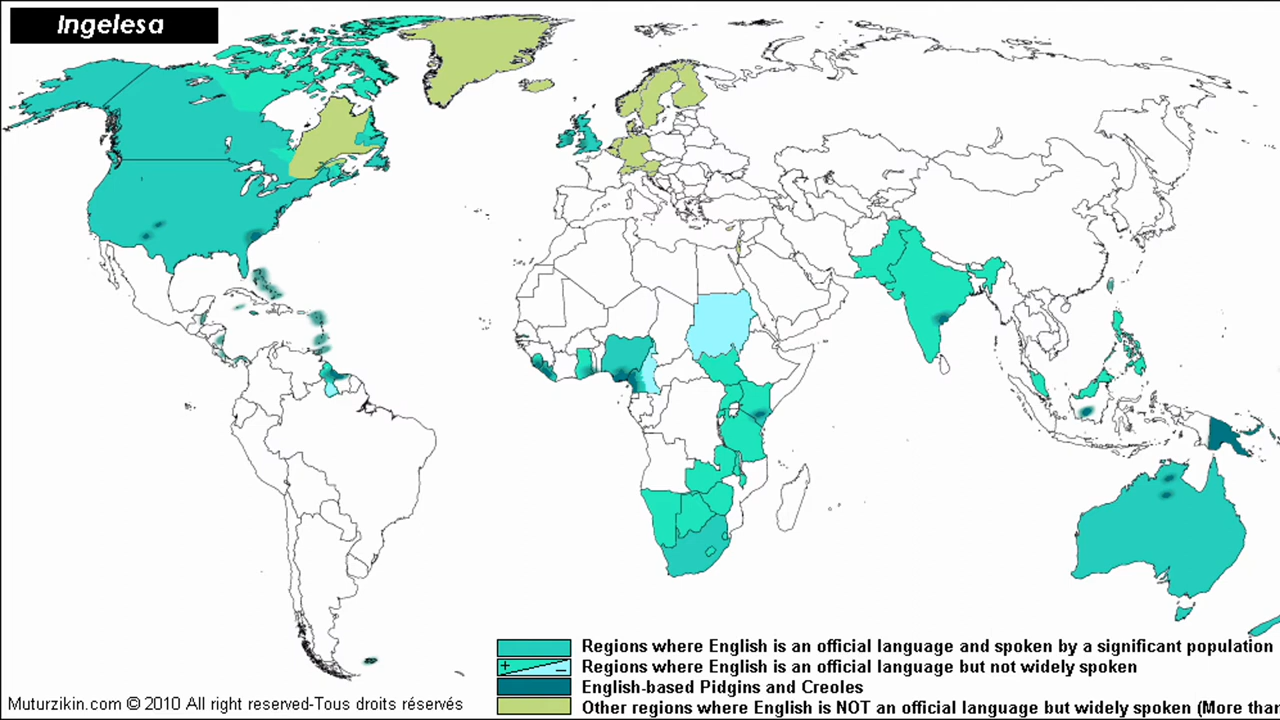 Ingelesa
Regions where English is an official language and spoken by a significant population
+ − Regions where English is an official language but not widely spoken
English-based Pidgins and Creoles
Other regions where English is NOT an official language but widely spoken (More than
Muturzikin.com © 2010 All right reserved-Tous droits réservés